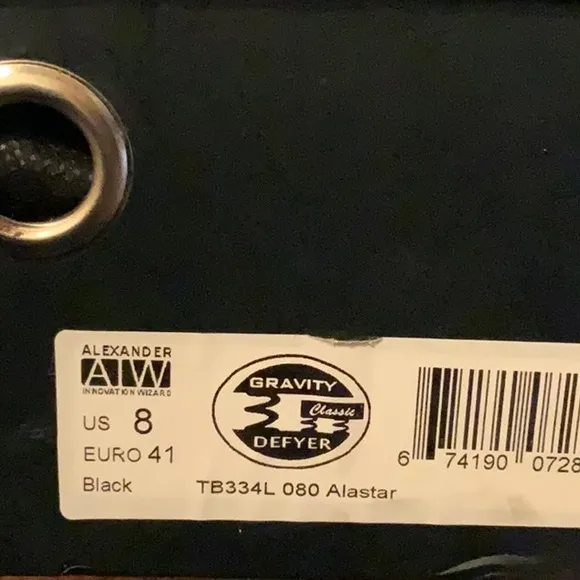 ALEXANDER
AIW
INNOVATION WIZARD
US 8
EURO 41
Black
GRAVITY
Classic
DEFYER
TB334L 080 Alastar
6 74190 0728